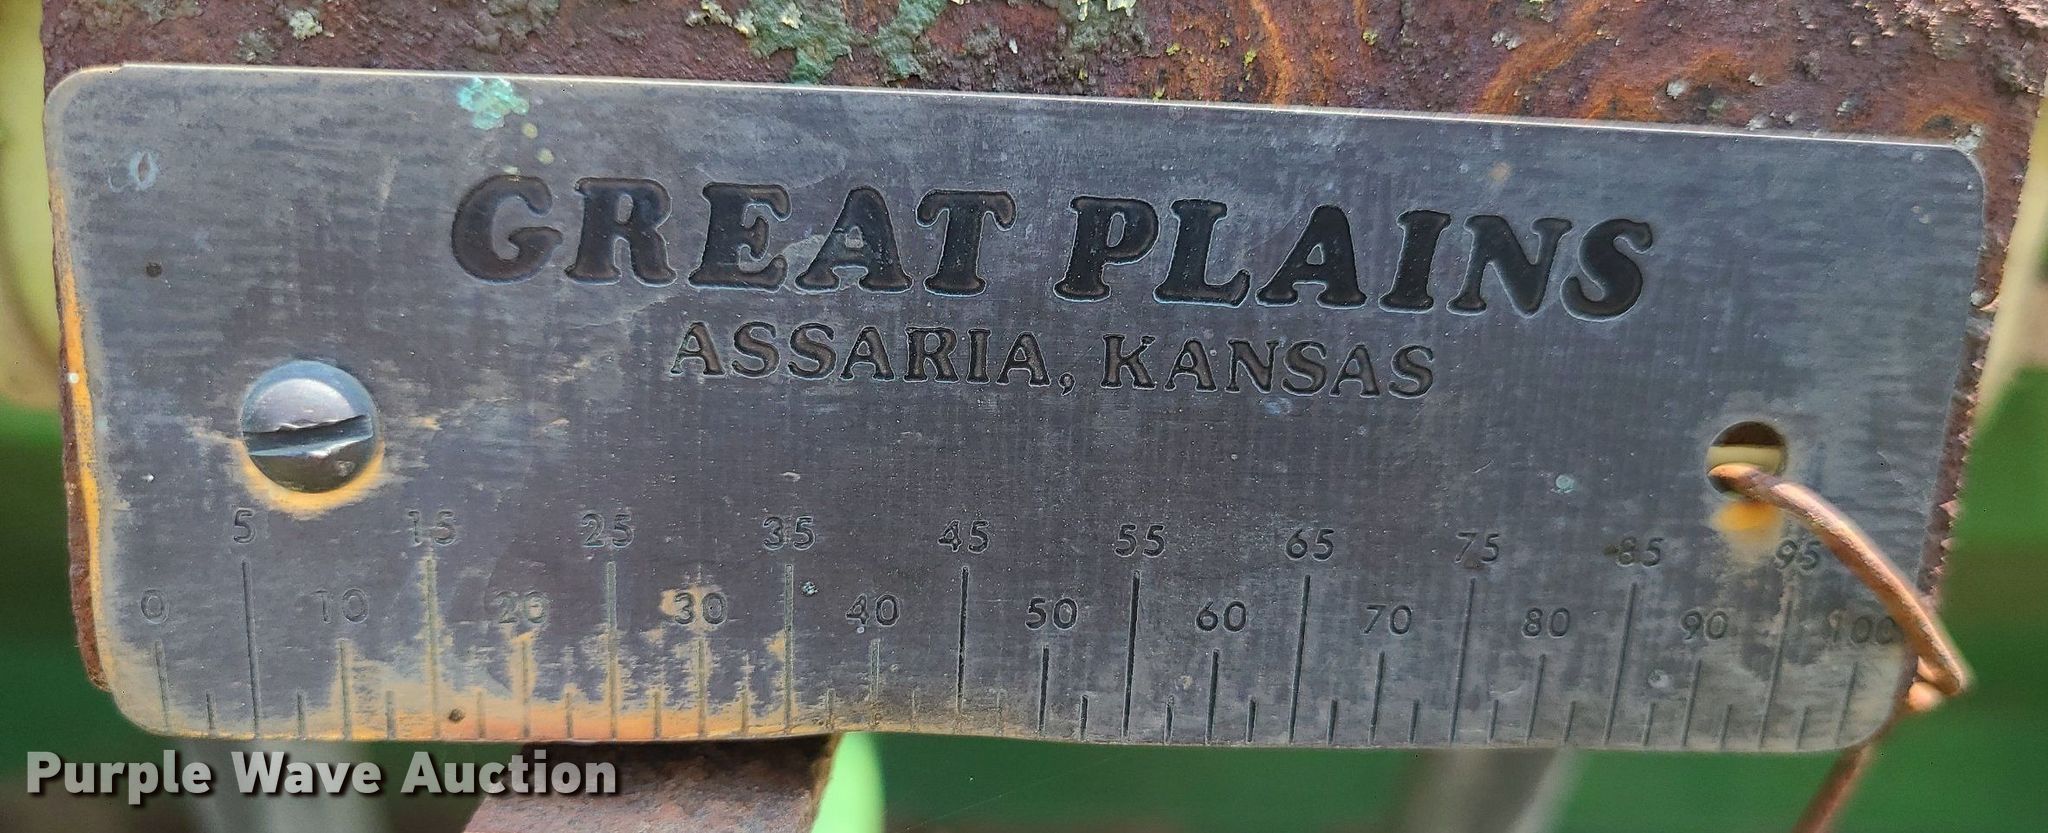 GREAT PLAINS
ASSARIA, KANSAS
5 15 25 35 45 55 65 75 85 95
0 10 20 30 40 50 60 70 80 90 100
Purple Wave Auction